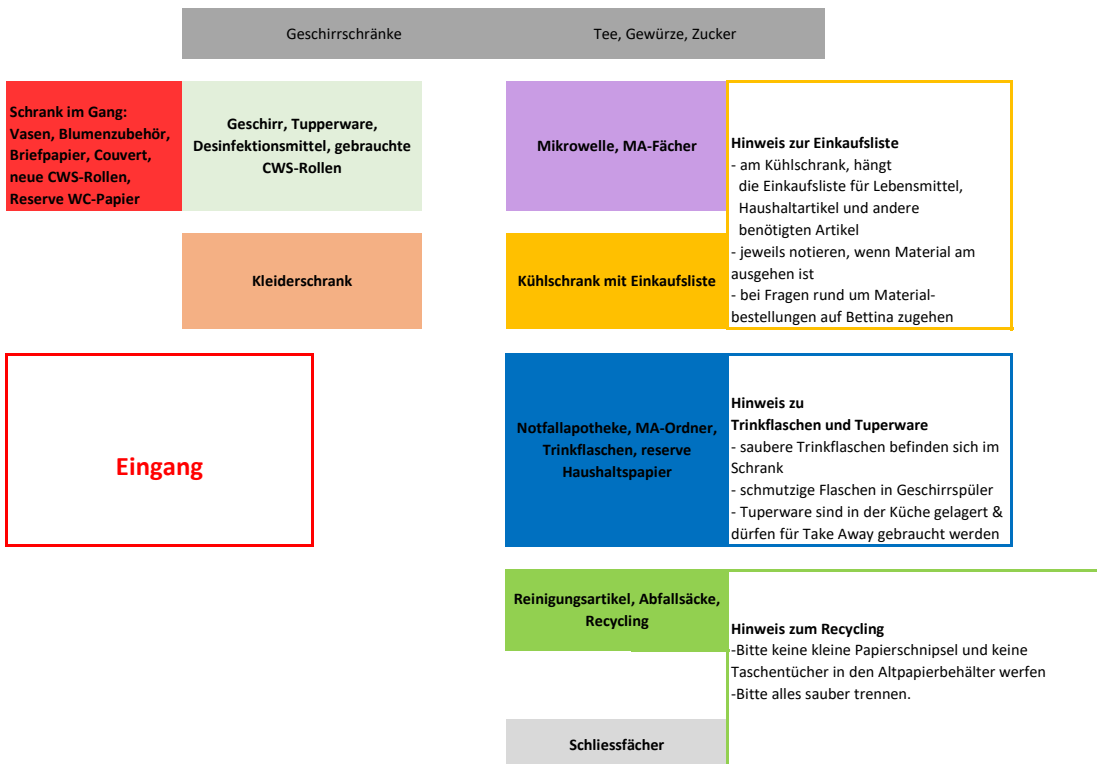 Geschirrschränke
Tee, Gewürze, Zucker
Schrank im Gang:
Vasen, Blumenzubehör,
Briefpapier, Couvert,
neue CWS-Rollen,
Reserve WC-Papier
Geschirr, Tupperware,
Desinfektionsmittel, gebrauchte
CWS-Rollen
Mikrowelle, MA-Fächer
Hinweis zur Einkaufsliste
- am Kühlschrank, hängt
die Einkaufsliste für Lebensmittel,
Haushaltartikel und andere
benötigten Artikel
- jeweils notieren, wenn Material am
ausgehen ist
- bei Fragen rund um Material-
bestellungen auf Bettina zugehen
Kleiderschrank
Kühlschrank mit Einkaufsliste
Eingang
Notfallapotheke, MA-Ordner,
Trinkflaschen, reserve
Haushaltspapier
Hinweis zu
Trinkflaschen und Tuperware
- saubere Trinkflaschen befinden sich im
Schrank
- schmutzige Flaschen in Geschirrspüler
- Tuperware sind in der Küche gelagert &
dürfen für Take Away gebraucht werden
Reinigungsartikel, Abfallsäcke,
Recycling
Hinweis zum Recycling
-Bitte keine kleine Papierschnipsel und keine
Taschentücher in den Altpapierbehälter werfen
-Bitte alles sauber trennen.
Schliessfächer